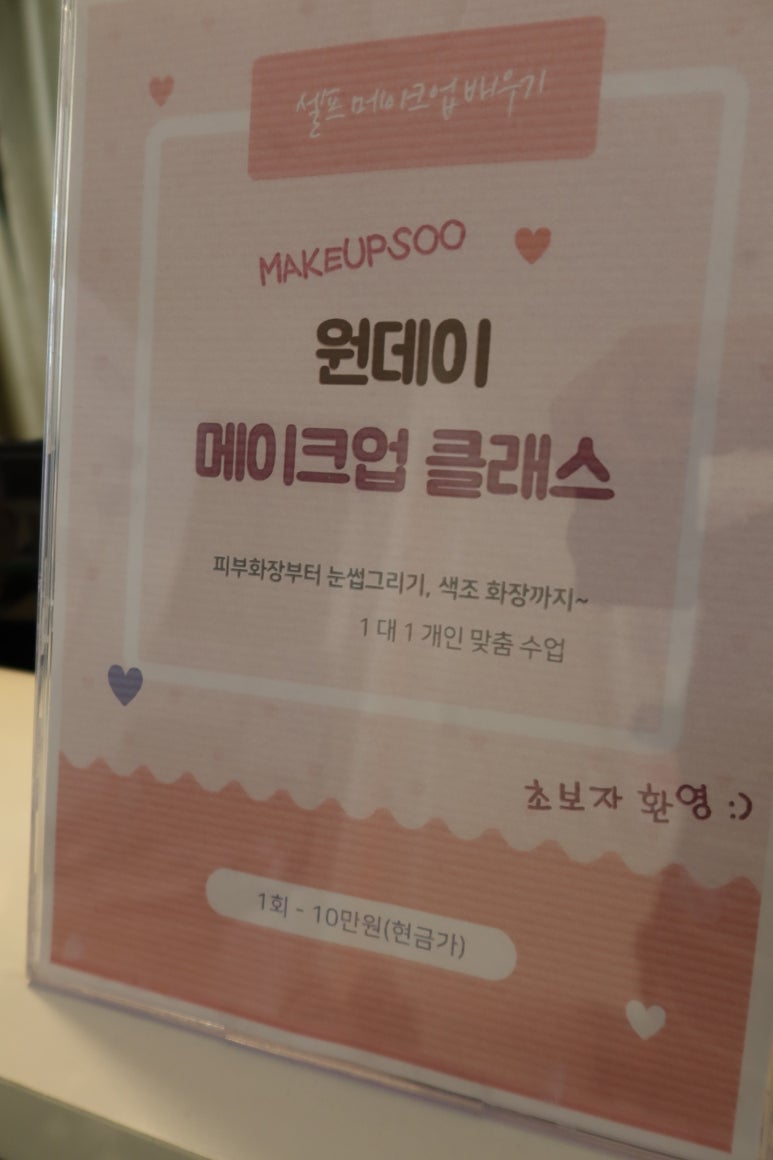 셀프 메이크업 배우기
MAKEUPSOO
원데이
메이크업 클래스
피부화장부터 눈썹그리기, 색조 화장까지~
1 대 1 개인 맞춤 수업
초보자 환영 :)
1회 - 10만원(현금가)